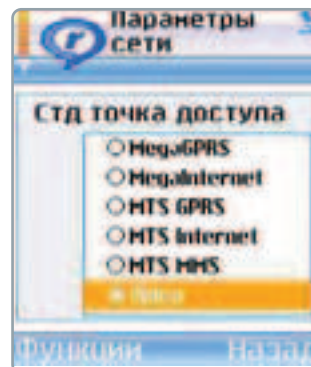 Параметры
сети
Стд точка доступа
MegaGPRS
MegaInternet
MTS GPRS
MTS Internet
MTS MMS
Функции Назад